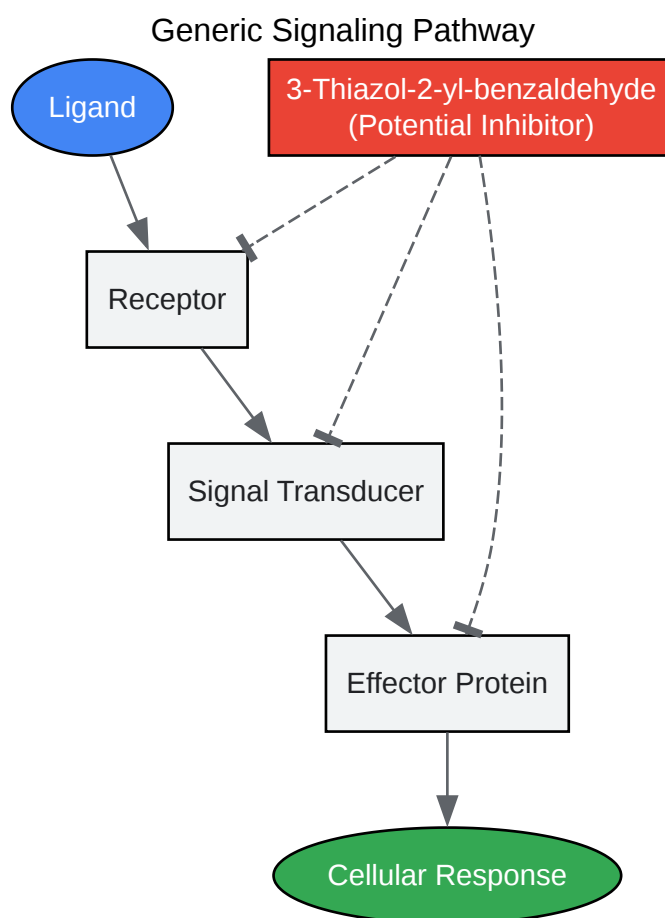 Generic Signaling Pathway
Ligand
3-Thiazol-2-yl-benzaldehyde
(Potential Inhibitor)
Receptor
Signal Transducer
Effector Protein
Cellular Response